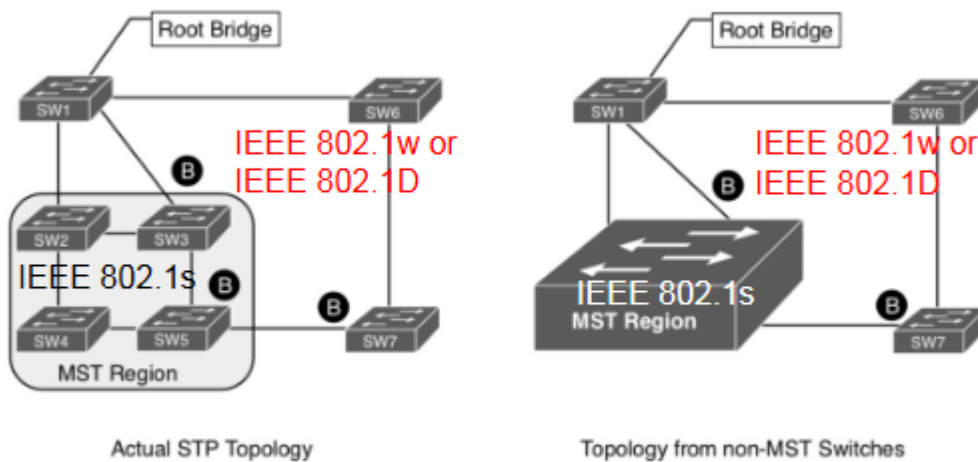 Root Bridge
SW1
SW6
IEEE 802.1w or
IEEE 802.1D
B
SW2
SW3
IEEE 802.1s
B
B
SW4
SW5
SW7
MST Region
Actual STP Topology
Root Bridge
SW1
SW6
IEEE 802.1w or
IEEE 802.1D
B
IEEE 802.1s
MST Region
B
SW7
Topology from non-MST Switches